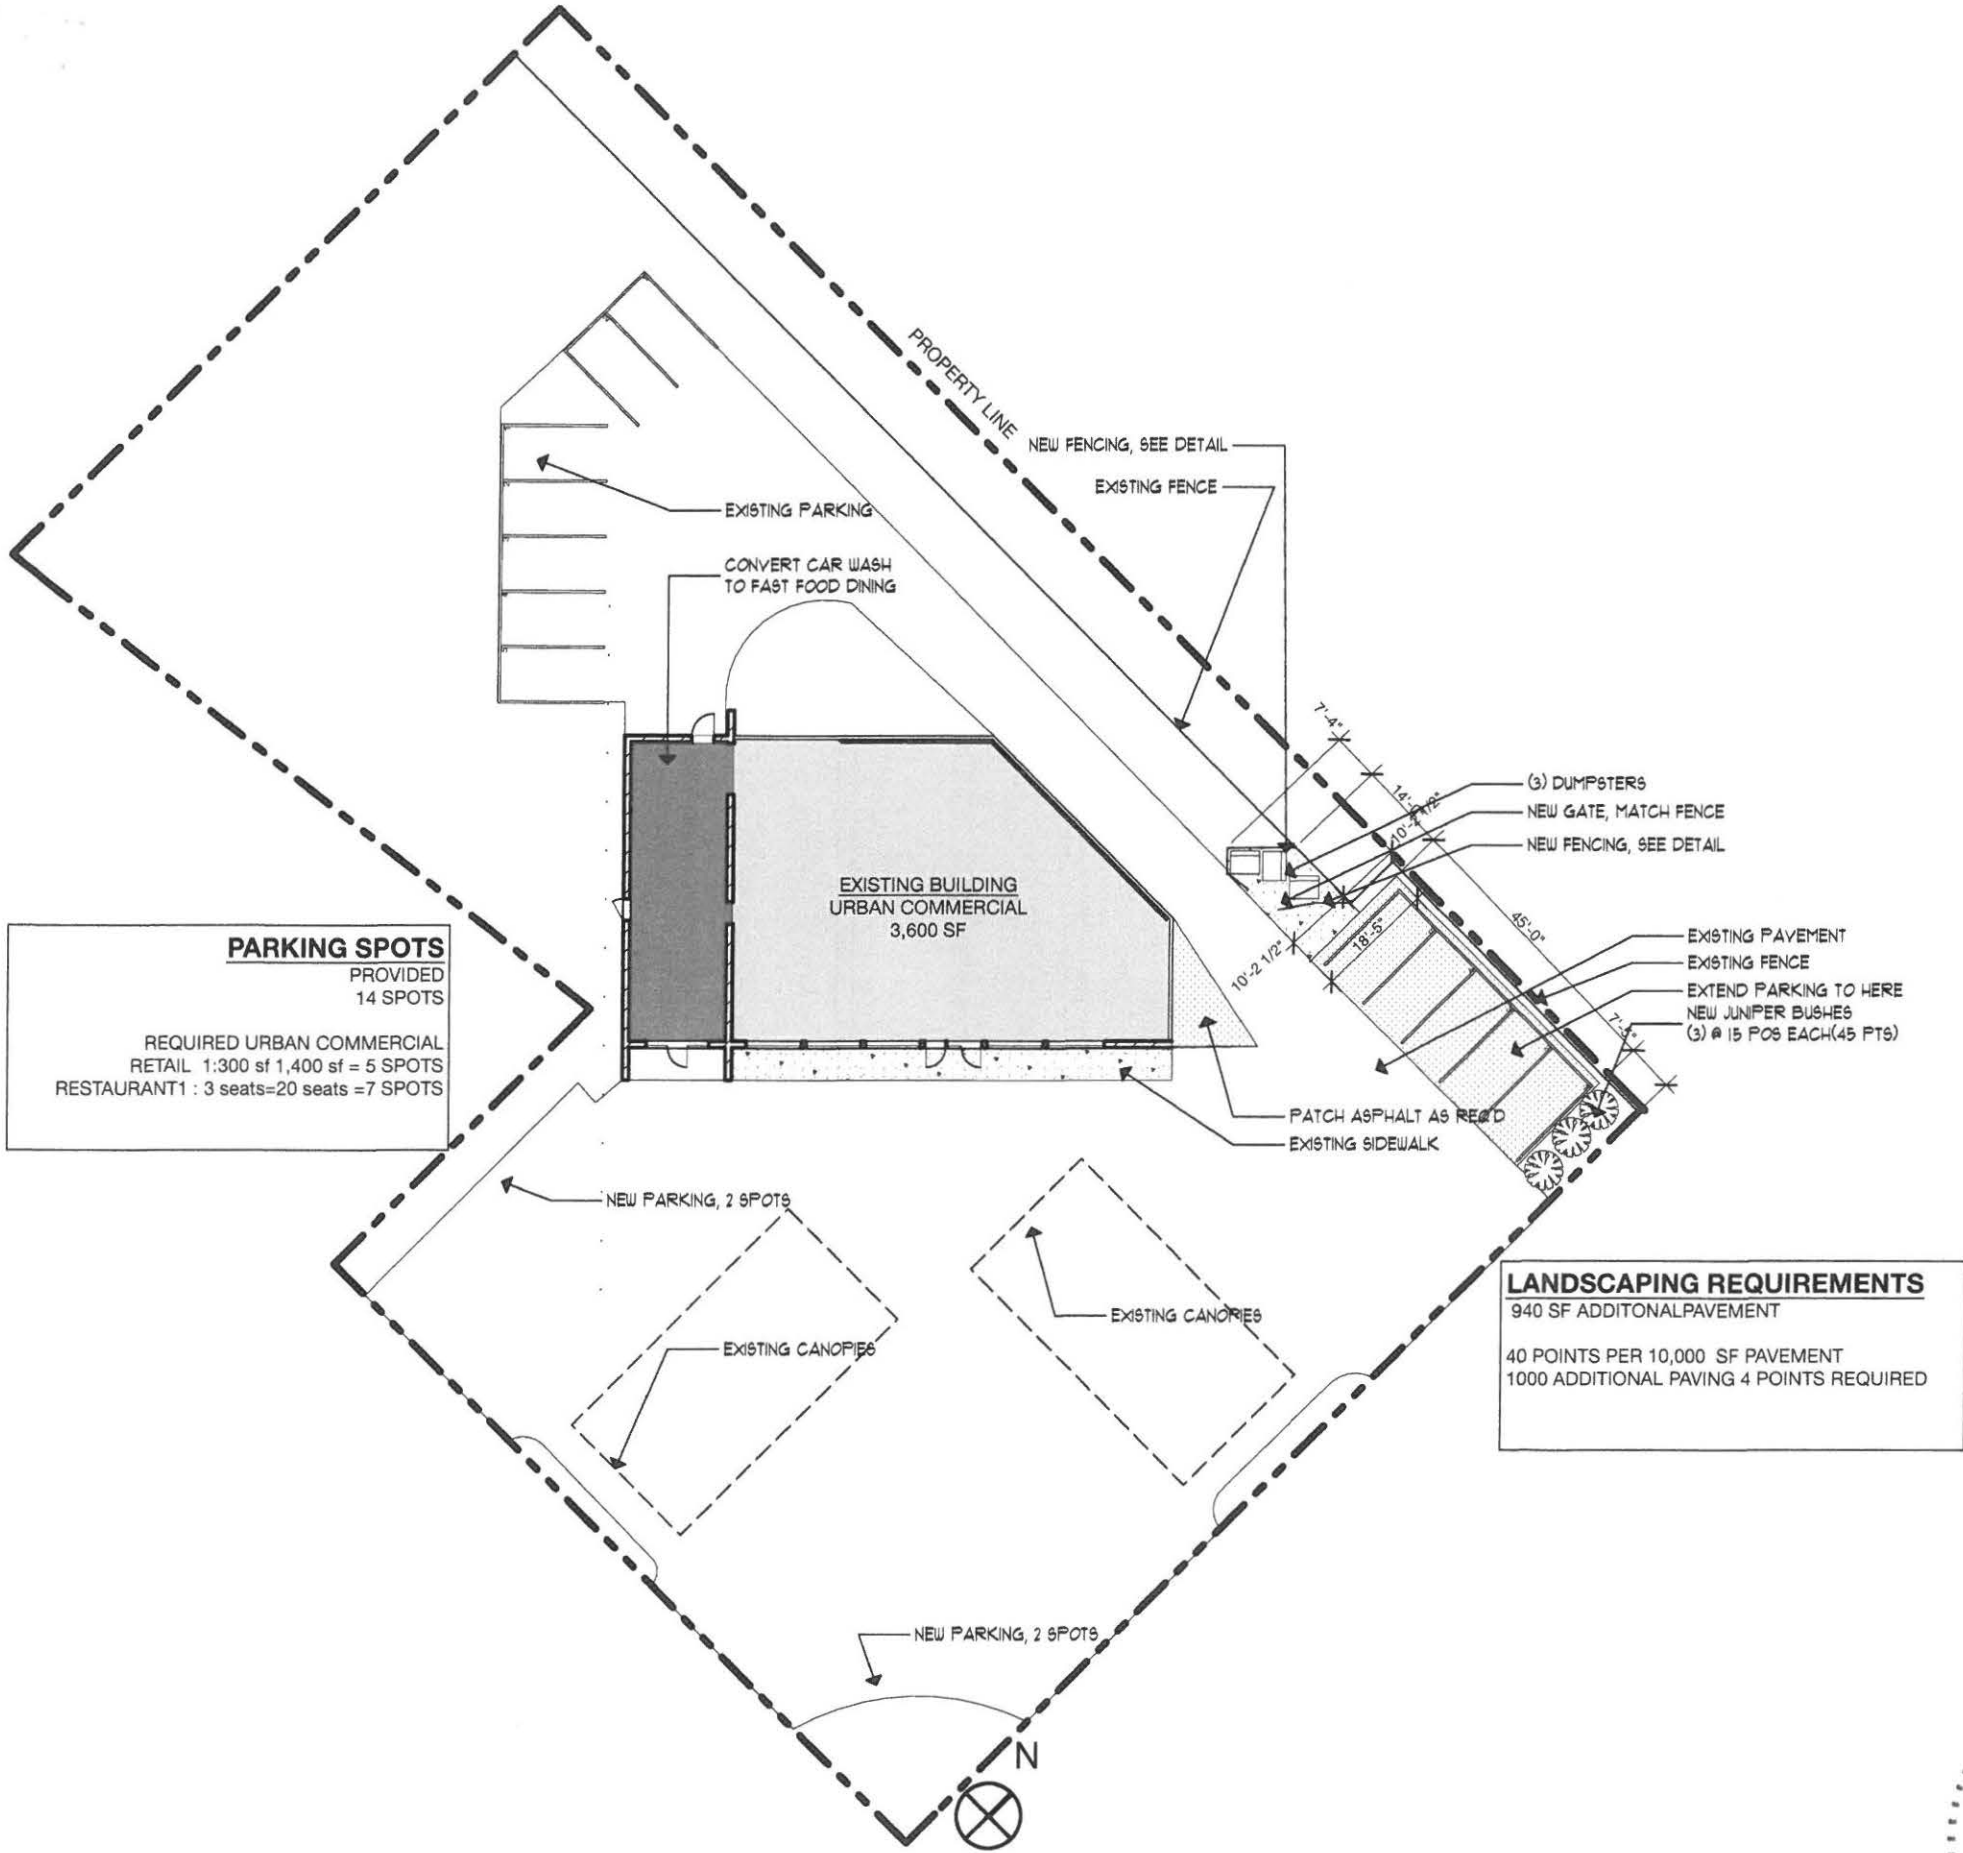 PROPERTY LINE
NEW FENCING, SEE DETAIL
EXISTING FENCE
EXISTING PARKING
CONVERT CAR WASH
TO FAST FOOD DINING
7'-4"
(3) DUMPSTERS
NEW GATE, MATCH FENCE
NEW FENCING, SEE DETAIL
10'-2 1/2"
EXISTING BUILDING
URBAN COMMERCIAL
3,600 SF
18'-5"
45'-0"
10'-2 1/2"
EXISTING PAVEMENT
EXISTING FENCE
EXTEND PARKING TO HERE
NEW JUNIPER BUSHES
(3) @ 15 POS EACH(45 PTS)
7'-5"
PARKING SPOTS
PROVIDED
14 SPOTS
REQUIRED URBAN COMMERCIAL
RETAIL 1:300 sf 1,400 sf = 5 SPOTS
RESTAURANT1 : 3 seats=20 seats =7 SPOTS
PATCH ASPHALT AS REQ'D
EXISTING SIDEWALK
NEW PARKING, 2 SPOTS
EXISTING CANOPIES
EXISTING CANOPIES
LANDSCAPING REQUIREMENTS
940 SF ADDITONALPAVEMENT
40 POINTS PER 10,000 SF PAVEMENT
1000 ADDITIONAL PAVING 4 POINTS REQUIRED
NEW PARKING, 2 SPOTS
N